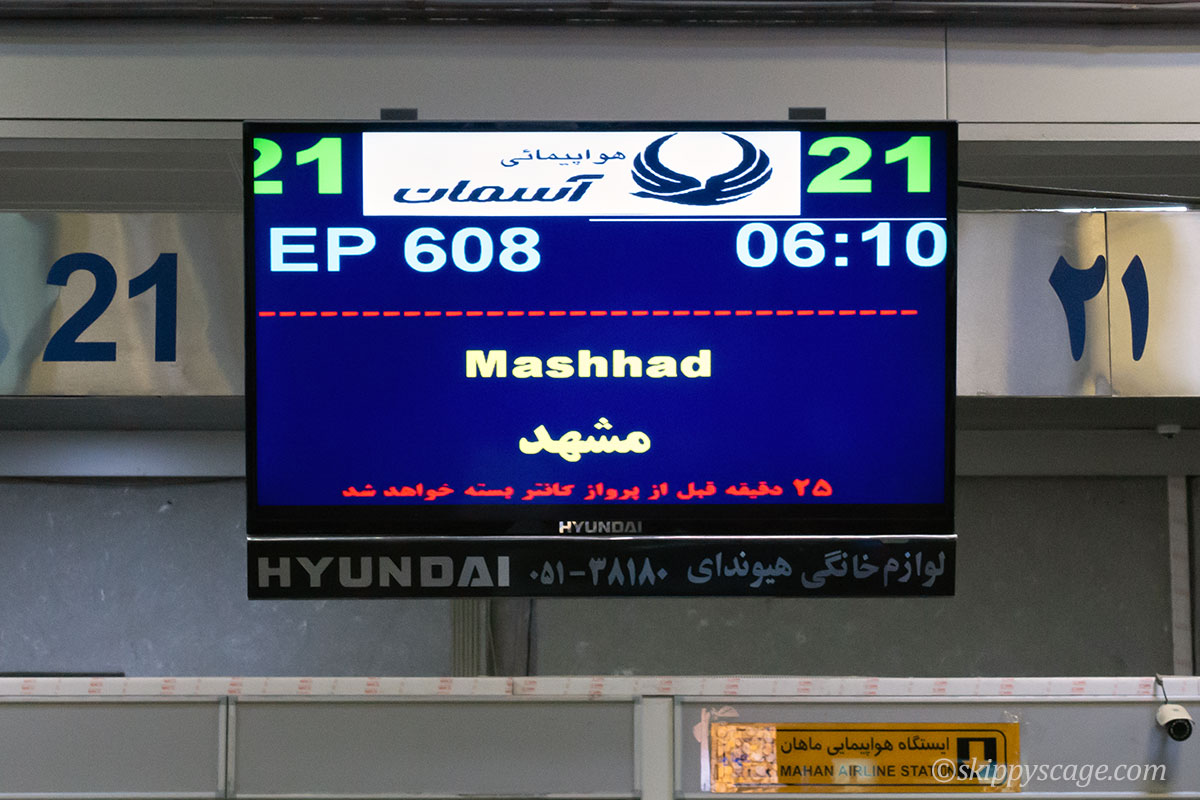 21
هواپیمائی
آسمان
21
EP 608
06:10
21
۲۱
Mashhad
مشهد
۲۵ دقیقه قبل از پرواز کانتر بسته خواهد شد
HYUNDAI
HYUNDAI ۰۵۱-۳۸۱۸۰ لوازم خانگی هیوندای
ایستگاه هواپیمایی ماهان
MAHAN AIRLINE STATION
©skippyscage.com